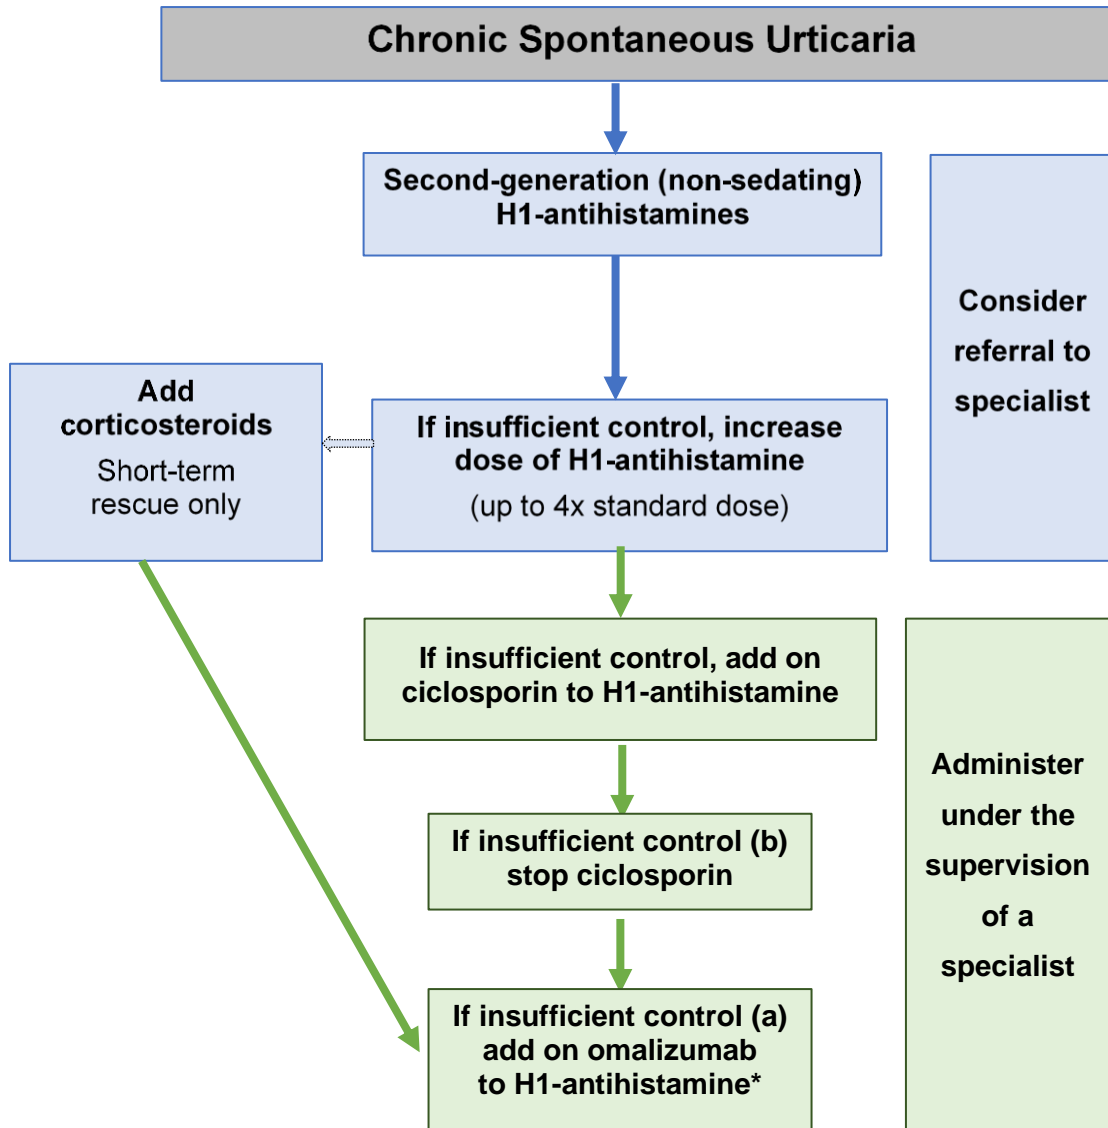 Chronic Spontaneous Urticaria
Second-generation (non-sedating)
H1-antihistamines
Consider
referral to
specialist
Add
corticosteroids
Short-term
rescue only
If insufficient control, increase
dose of H1-antihistamine
(up to 4x standard dose)
If insufficient control, add on
ciclosporin to H1-antihistamine
Administer
under the
supervision
of a
specialist
If insufficient control (b)
stop ciclosporin
If insufficient control (a)
add on omalizumab
to H1-antihistamine*